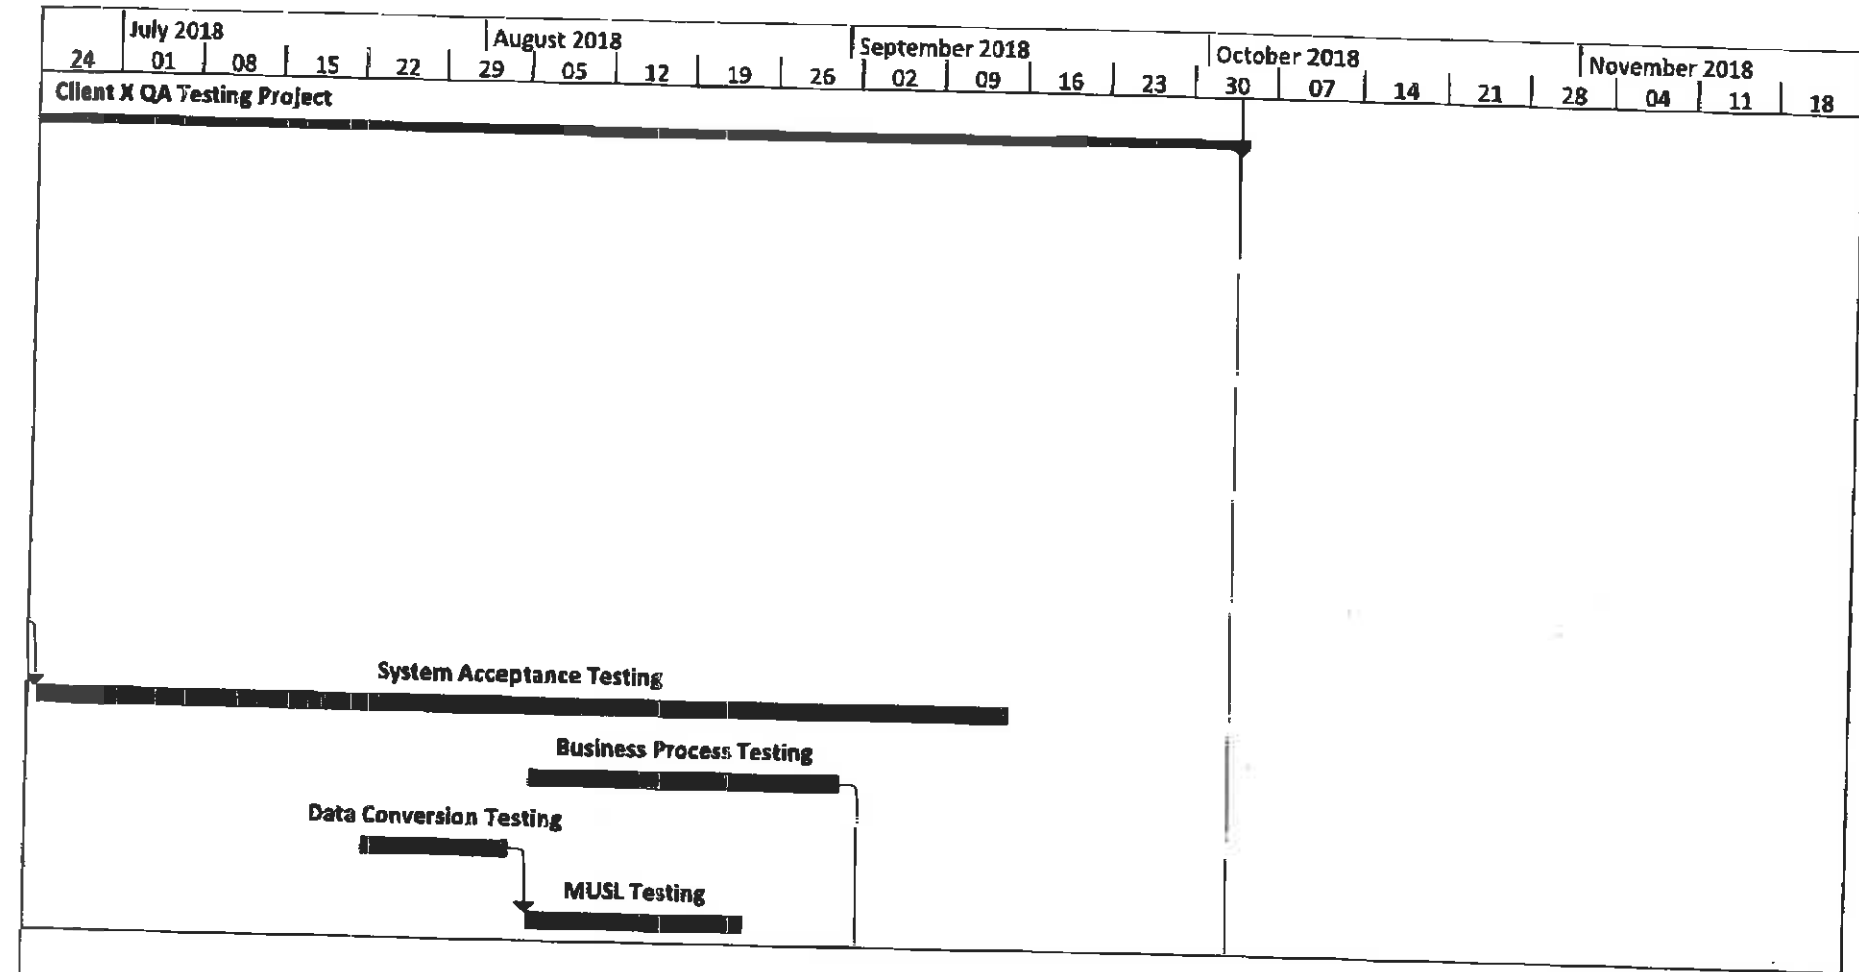 July 2018 August 2018 September 2018 October 2018 November 2018
24 01 08 15 22 29 05 12 19 26 02 09 16 23 30 07 14 21 28 04 11 18
Client X QA Testing Project
System Acceptance Testing
Business Process Testing
Data Conversion Testing
MUSL Testing